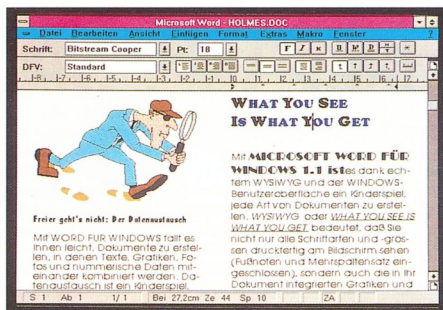 Microsoft Word - HOLMES.DOC
Datei Bearbeiten Ansicht Einfügen Format Extras Makro Fenster ?
Schrift: Bitstream Cooper Pt: 18 F I K U W D
DFV: Standard
WHAT YOU SEE
IS WHAT YOU GET
Freier geht's nicht: Der Datenaustausch
Mit WORD FÜR WINDOWS fällt es
Ihnen leicht, Dokumente zu erstel-
len, in denen Texte, Grafiken, Fo-
tos und nummerische Daten mit-
einander kombiniert werden. Da-
tenaustausch ist ein Kinderspiel.
Mit MICROSOFT WORD FÜR
WINDOWS 1.1 ist es dank ech-
tem WYSIWYG und der WINDOWS-
Benutzeroberfläche ein Kinderspiel,
jede Art von Dokumenten zu erstel-
len. WYSIWYG oder WHAT YOU SEE IS
WHAT YOU GET bedeutet, daß Sie
nicht nur alle Schriftarten und -grös-
sen druckfertig am Bildschirm sehen
(Fußnoten und Mehrspaltensatz ein-
geschlossen), sondern auch die in Ihr
Dokument integrierten Grafiken und
S 1 Ab 1 1/1 Bei 27,2cm Ze 44 Sp 10 ZA